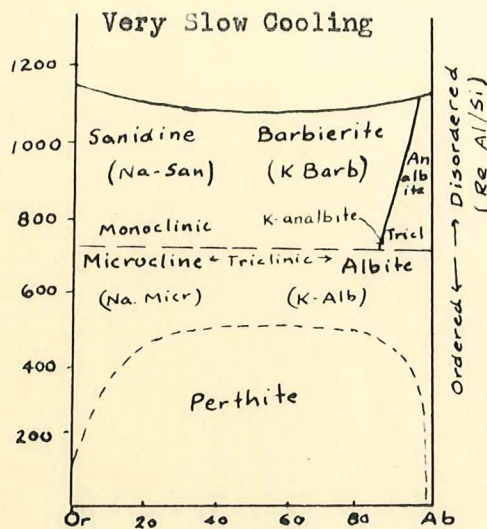 Very Slow Cooling
1200
1000
800
600
400
200
Sanidine Barbierite
(Na-San) (K Barb)
An
alb
ite
Monoclinic
K-analbite
Tricl
Microcline ← Triclinic → Albite
(Na. Micr) (K-Alb)
Perthite
Or 20 40 60 80 Ab
Ordered ← → Disordered
(Re Al/Si)